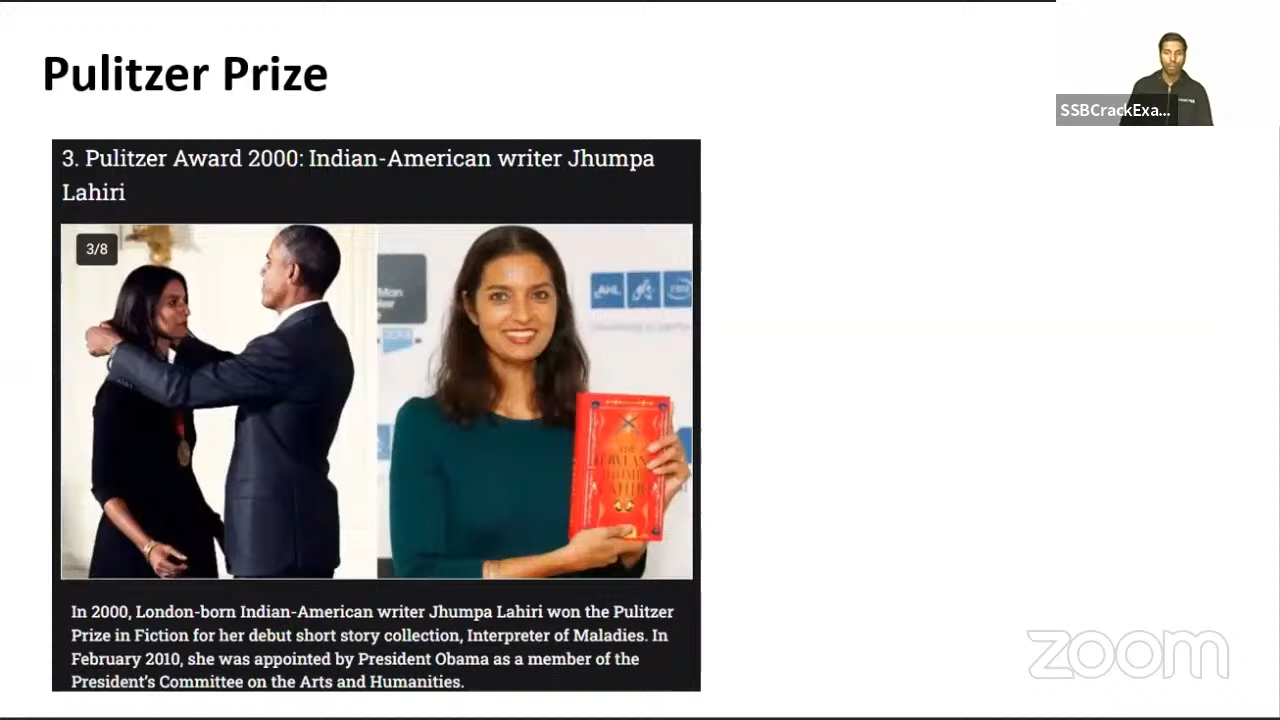 Pulitzer Prize
SSBCrackExa...
3. Pulitzer Award 2000: Indian-American writer Jhumpa
Lahiri
3/8
AHL
In 2000, London-born Indian-American writer Jhumpa Lahiri won the Pulitzer
Prize in Fiction for her debut short story collection, Interpreter of Maladies. In
February 2010, she was appointed by President Obama as a member of the
President's Committee on the Arts and Humanities.
zoom